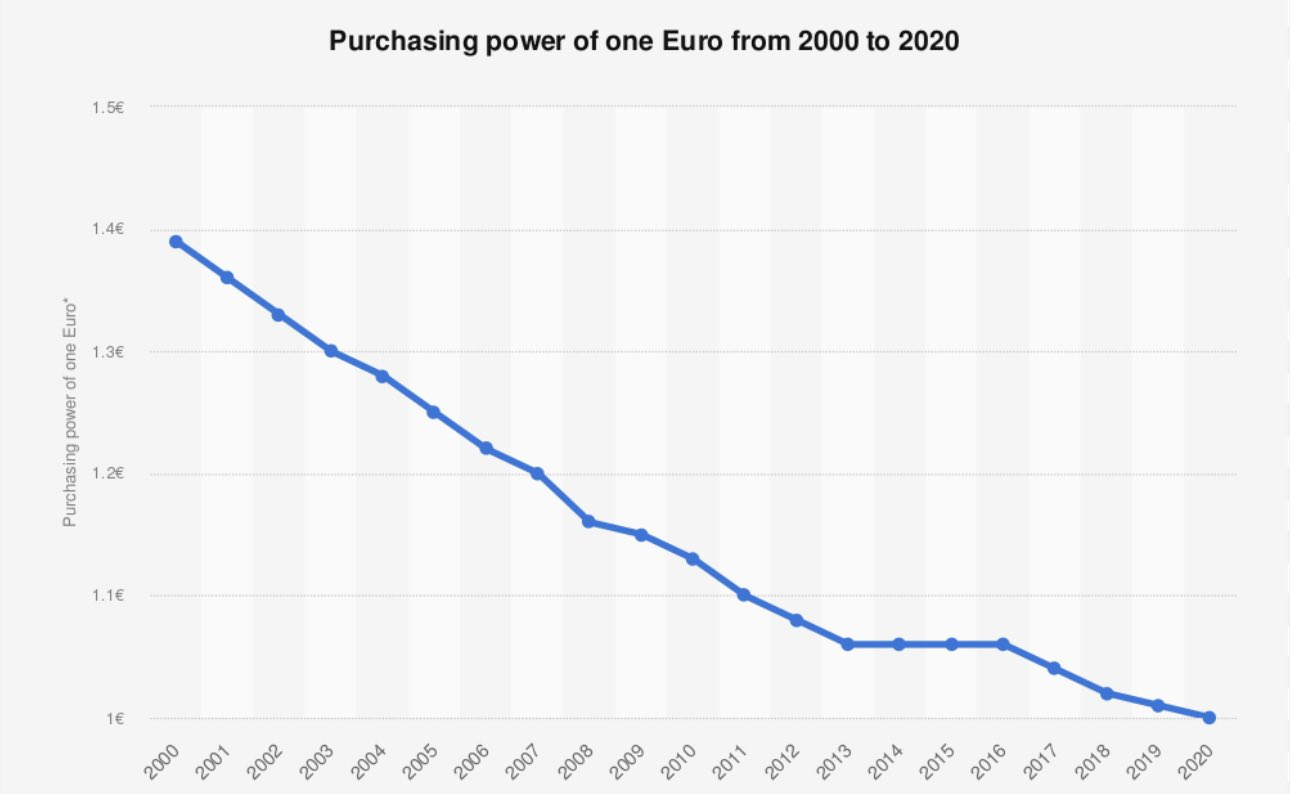 Purchasing power of one Euro from 2000 to 2020
1.5€
1.4€
1.3€
1.2€
1.1€
1€
Purchasing power of one Euro*
2000 2001 2002 2003 2004 2005 2006 2007 2008 2009 2010 2011 2012 2013 2014 2015 2016 2017 2018 2019 2020